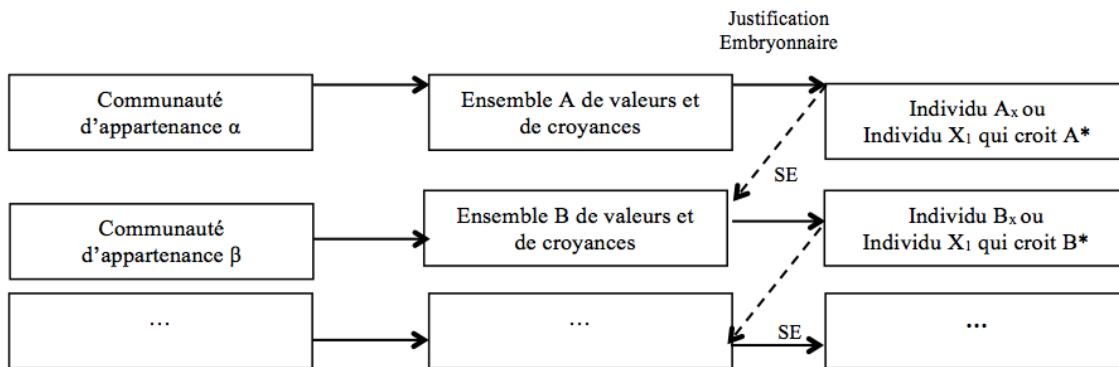 Justification
Embryonnaire
Communauté
d'appartenance α
Ensemble A de valeurs et
de croyances
Individu Aₓ ou
Individu X₁ qui croit A*
SE
Communauté
d'appartenance β
Ensemble B de valeurs et
de croyances
Individu Bₓ ou
Individu X₁ qui croit B*
...
...
SE
...